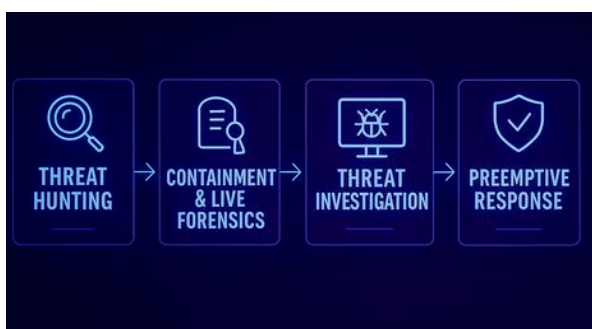 THREAT
HUNTING
CONTAINMENT
& LIVE
FORENSICS
THREAT
INVESTIGATION
PREEMPTIVE
RESPONSE